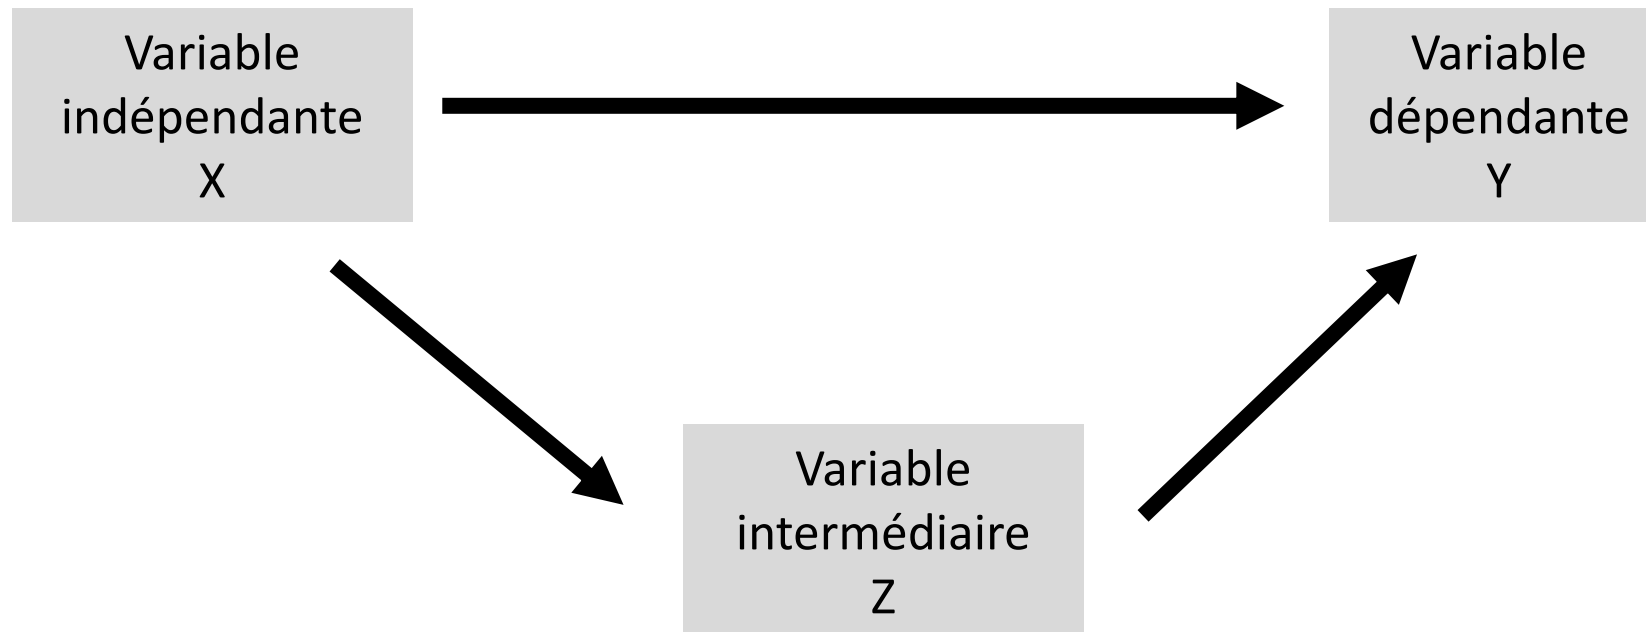 Variable
indépendante
X
Variable
dépendante
Y
Variable
intermédiaire
Z